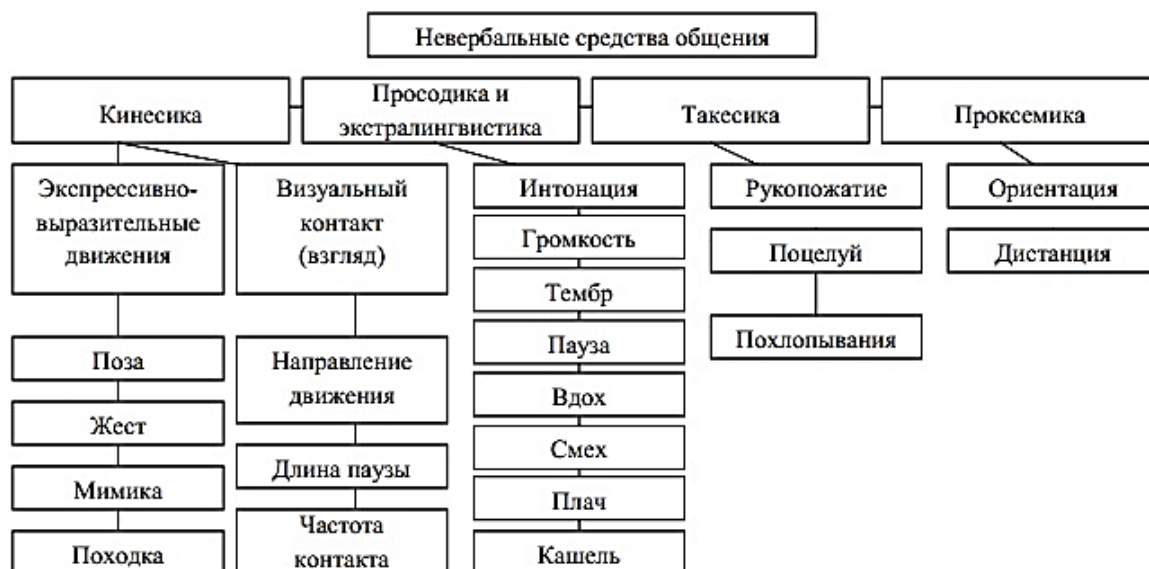 Невербальные средства общения
Кинесика
Просодика и
экстралингвистика
Такесика
Проксемика
Экспрессивно-
выразительные
движения
Визуальный
контакт
(взгляд)
Интонация
Рукопожатие
Ориентация
Громкость
Поцелуй
Дистанция
Тембр
Поза
Направление
движения
Пауза
Похлопывания
Жест
Вдох
Мимика
Длина паузы
Смех
Походка
Частота
контакта
Плач
Кашель